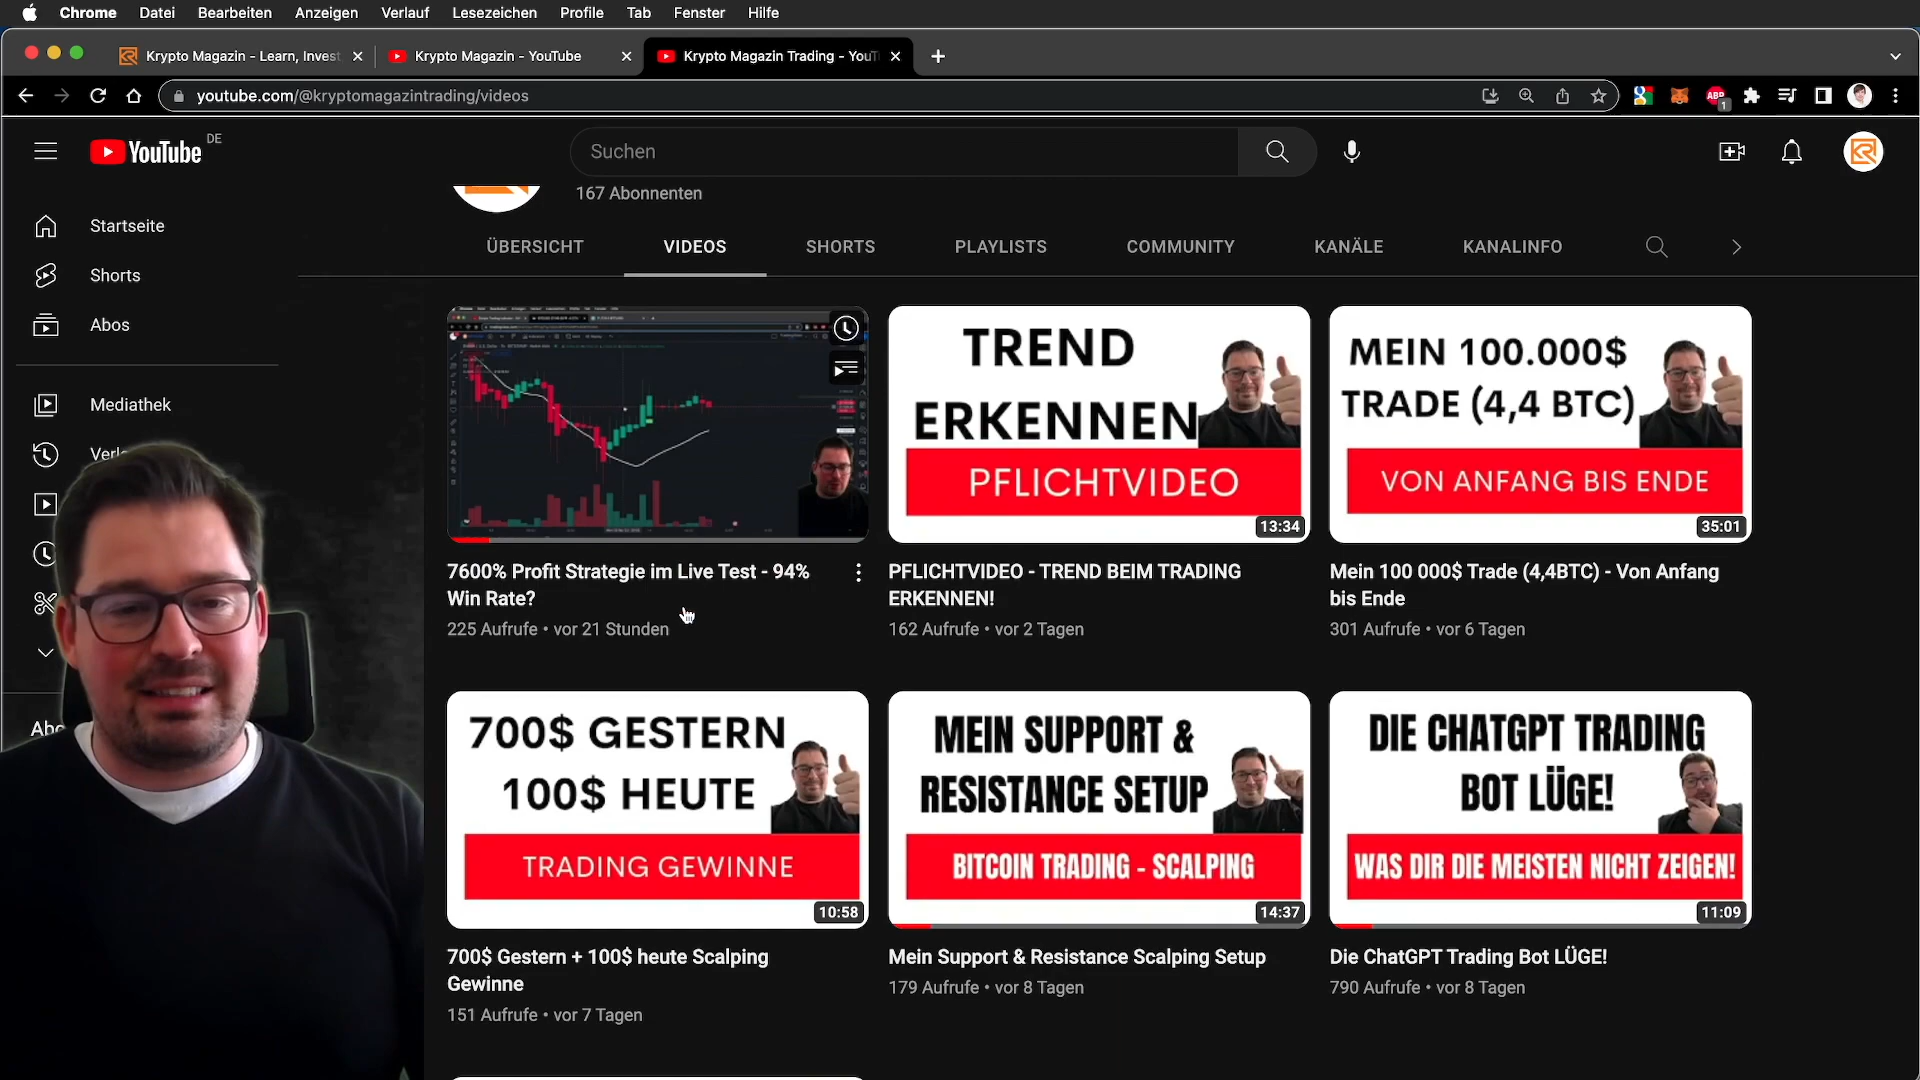 Chrome Datei Bearbeiten Anzeigen Verlauf Lesezeichen Profile Tab Fenster Hilfe
Krypto Magazin - Learn, Invest
Krypto Magazin - YouTube
Krypto Magazin Trading - YouT
youtube.com/@kryptomagazintrading/videos
ABP
1
YouTube DE
Suchen
167 Abonnenten
Startseite
Shorts
Abos
Mediathek
Verl
Abo
ÜBERSICHT VIDEOS SHORTS PLAYLISTS COMMUNITY KANÄLE KANALINFO
7600% Profit Strategie im Live Test - 94%
Win Rate?
225 Aufrufe • vor 21 Stunden
TREND
ERKENNEN
PFLICHTVIDEO
13:34
PFLICHTVIDEO - TREND BEIM TRADING
ERKENNEN!
162 Aufrufe • vor 2 Tagen
MEIN 100.000$
TRADE (4,4 BTC)
VON ANFANG BIS ENDE
35:01
Mein 100 000$ Trade (4,4BTC) - Von Anfang
bis Ende
301 Aufrufe • vor 6 Tagen
700$ GESTERN
100$ HEUTE
TRADING GEWINNE
10:58
700$ Gestern + 100$ heute Scalping
Gewinne
151 Aufrufe • vor 7 Tagen
MEIN SUPPORT &
RESISTANCE SETUP
BITCOIN TRADING - SCALPING
14:37
Mein Support & Resistance Scalping Setup
179 Aufrufe • vor 8 Tagen
DIE CHATGPT TRADING
BOT LÜGE!
WAS DIR DIE MEISTEN NICHT ZEIGEN!
11:09
Die ChatGPT Trading Bot LÜGE!
790 Aufrufe • vor 8 Tagen